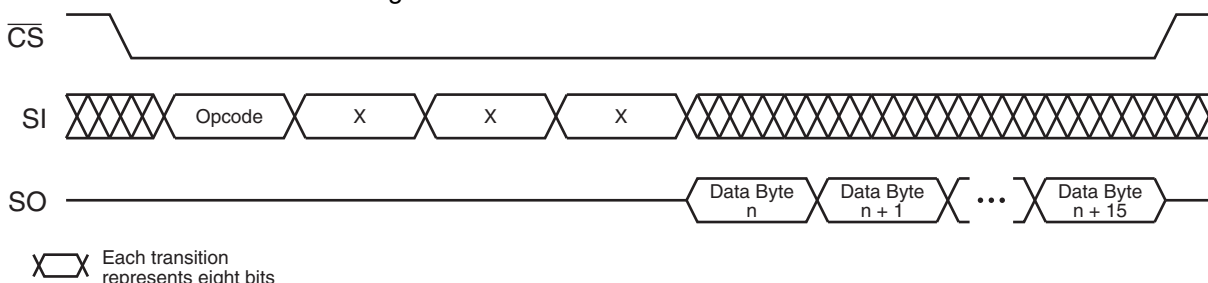 CS
SI
Opcode
X
X
X
SO
Data Byte
n
Data Byte
n + 1
•••
Data Byte
n + 15
Each transition
represents eight bits